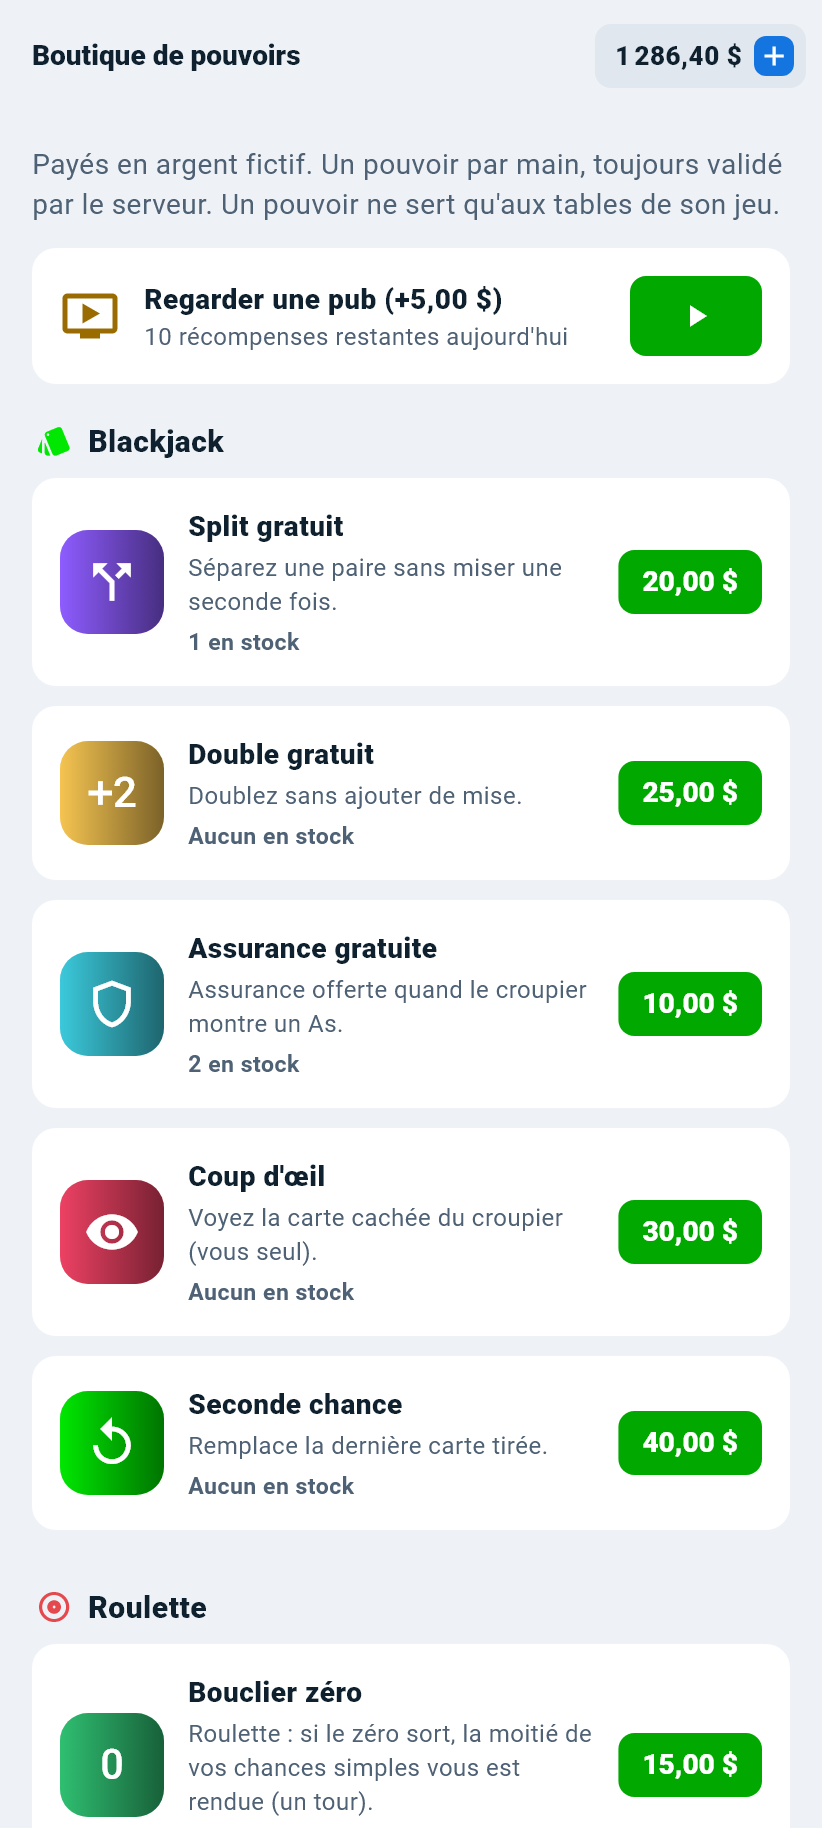 Boutique de pouvoirs
1 286,40 $
Payés en argent fictif. Un pouvoir par main, toujours validé
par le serveur. Un pouvoir ne sert qu'aux tables de son jeu.
Regarder une pub (+5,00 $)
10 récompenses restantes aujourd'hui
Blackjack
Split gratuit
Séparez une paire sans miser une
seconde fois.
1 en stock
20,00 $
+2
Double gratuit
Doublez sans ajouter de mise.
Aucun en stock
25,00 $
Assurance gratuite
Assurance offerte quand le croupier
montre un As.
2 en stock
10,00 $
Coup d'œil
Voyez la carte cachée du croupier
(vous seul).
Aucun en stock
30,00 $
Seconde chance
Remplace la dernière carte tirée.
Aucun en stock
40,00 $
Roulette
0
Bouclier zéro
Roulette : si le zéro sort, la moitié de
vos chances simples vous est
rendue (un tour).
15,00 $